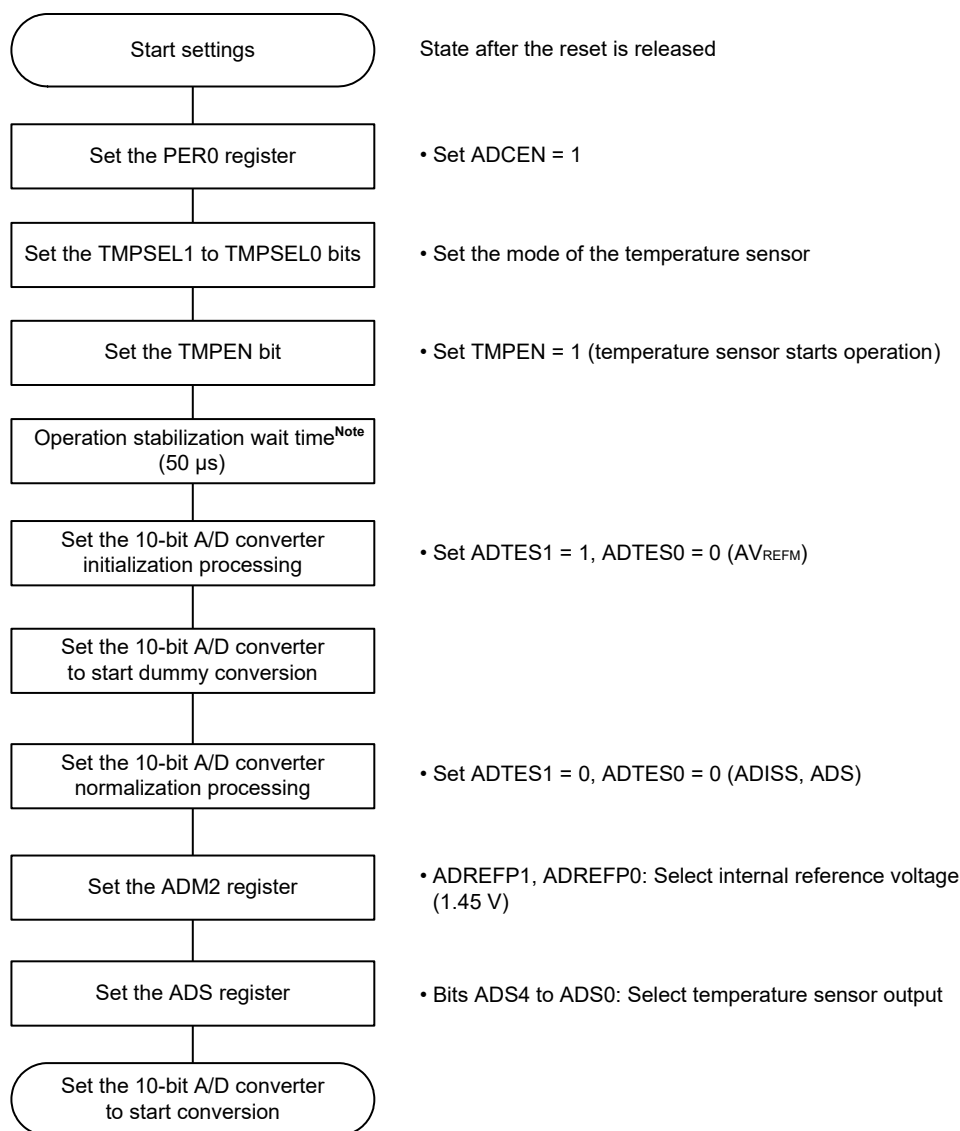 Start settings
State after the reset is released
Set the PER0 register
• Set ADCEN = 1
Set the TMPSEL1 to TMPSEL0 bits
• Set the mode of the temperature sensor
Set the TMPEN bit
• Set TMPEN = 1 (temperature sensor starts operation)
Operation stabilization wait timeNote
(50 µs)
Set the 10-bit A/D converter
initialization processing
• Set ADTES1 = 1, ADTES0 = 0 (AVREFM)
Set the 10-bit A/D converter
to start dummy conversion
Set the 10-bit A/D converter
normalization processing
• Set ADTES1 = 0, ADTES0 = 0 (ADISS, ADS)
Set the ADM2 register
• ADREFP1, ADREFP0: Select internal reference voltage
(1.45 V)
Set the ADS register
• Bits ADS4 to ADS0: Select temperature sensor output
Set the 10-bit A/D converter
to start conversion